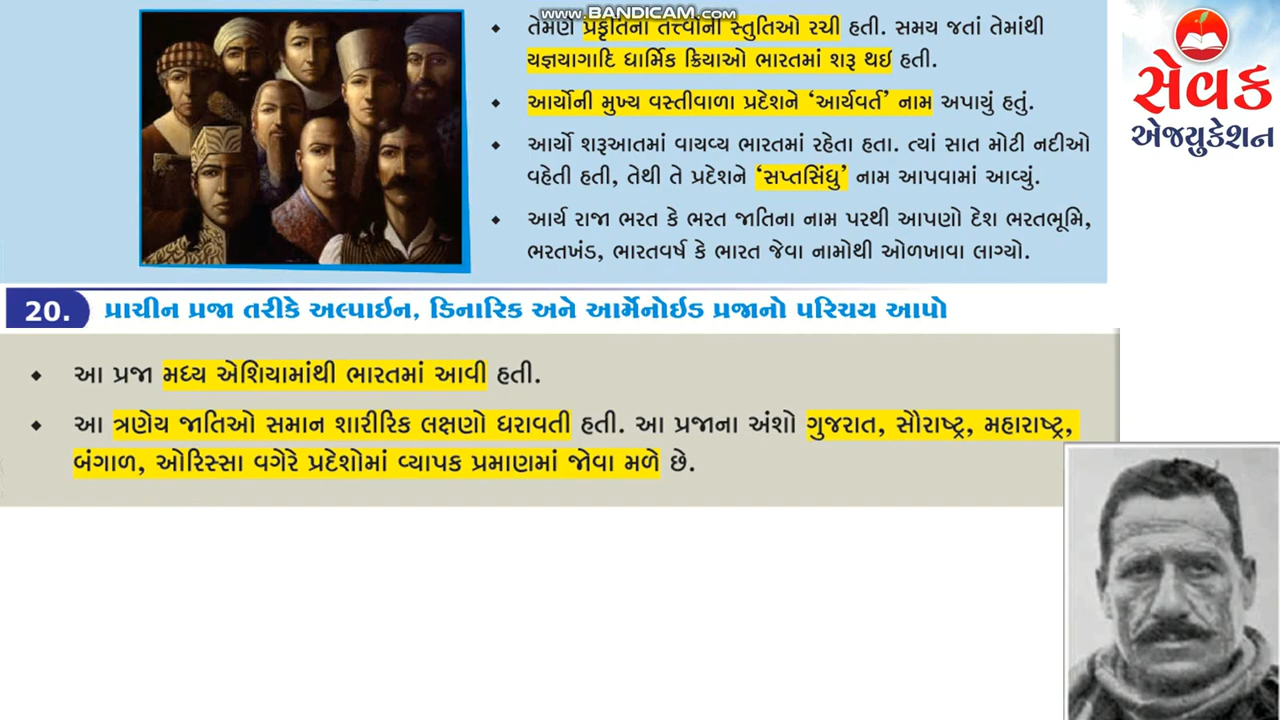 www.BANDICAM.com
તેમણે પ્રકૃતિનાં તત્ત્વોની સ્તુતિઓ રચી હતી. સમય જતાં તેમાંથી
યજ્ઞયાગાદિ ધાર્મિક ક્રિયાઓ ભારતમાં શરૂ થઇ હતી.
આર્યોની મુખ્ય વસ્તીવાળા પ્રદેશને ‘આર્યવર્ત’ નામ અપાયું હતું.
આર્યો શરૂઆતમાં વાયવ્ય ભારતમાં રહેતા હતા. ત્યાં સાત મોટી નદીઓ
વહેતી હતી, તેથી તે પ્રદેશને ‘સપ્તસિંધુ’ નામ આપવામાં આવ્યું.
આર્ય રાજા ભરત કે ભરત જાતિના નામ પરથી આપણો દેશ ભરતભૂમિ,
ભરતખંડ, ભારતવર્ષ કે ભારત જેવા નામોથી ઓળખાવા લાગ્યો.
સેવક
એજ્યુકેશન
20. પ્રાચીન પ્રજા તરીકે અલ્પાઇન, ડિનારિક અને આર્મેનોઇડ પ્રજાનો પરિચય આપો
આ પ્રજા મધ્ય એશિયામાંથી ભારતમાં આવી હતી.
આ ત્રણેય જાતિઓ સમાન શારીરિક લક્ષણો ધરાવતી હતી. આ પ્રજાના અંશો ગુજરાત, સૌરાષ્ટ્ર, મહારાષ્ટ્ર,
બંગાળ, ઓરિસ્સા વગેરે પ્રદેશોમાં વ્યાપક પ્રમાણમાં જોવા મળે છે.